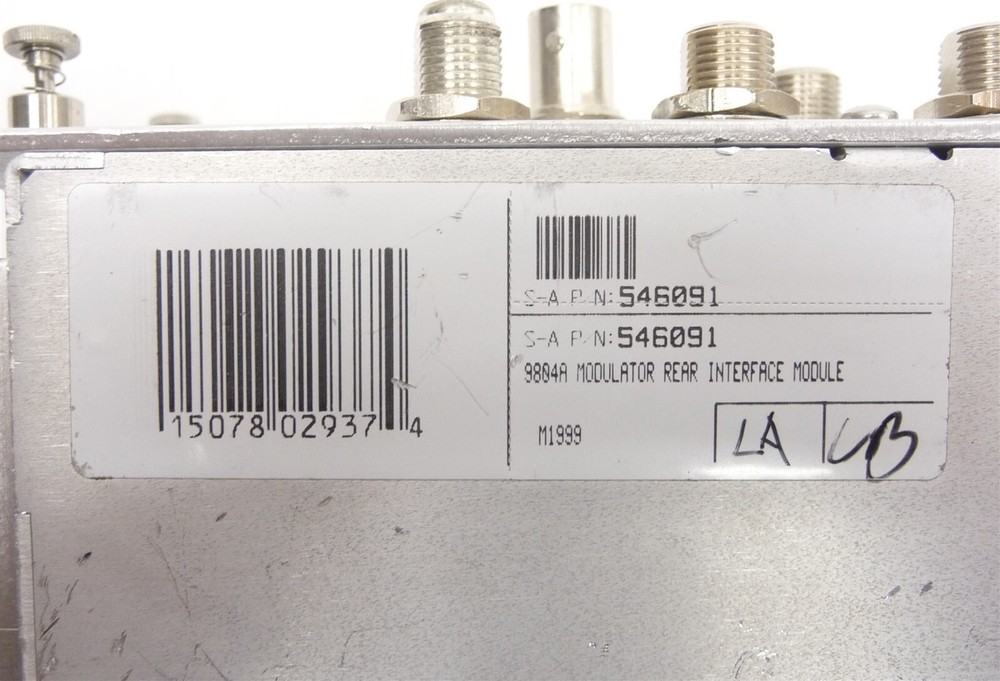 15078 02937 4
S-A P/N: 546091
S-A P/N: 546091
9804A MODULATOR REAR INTERFACE MODULE
M1999
LA